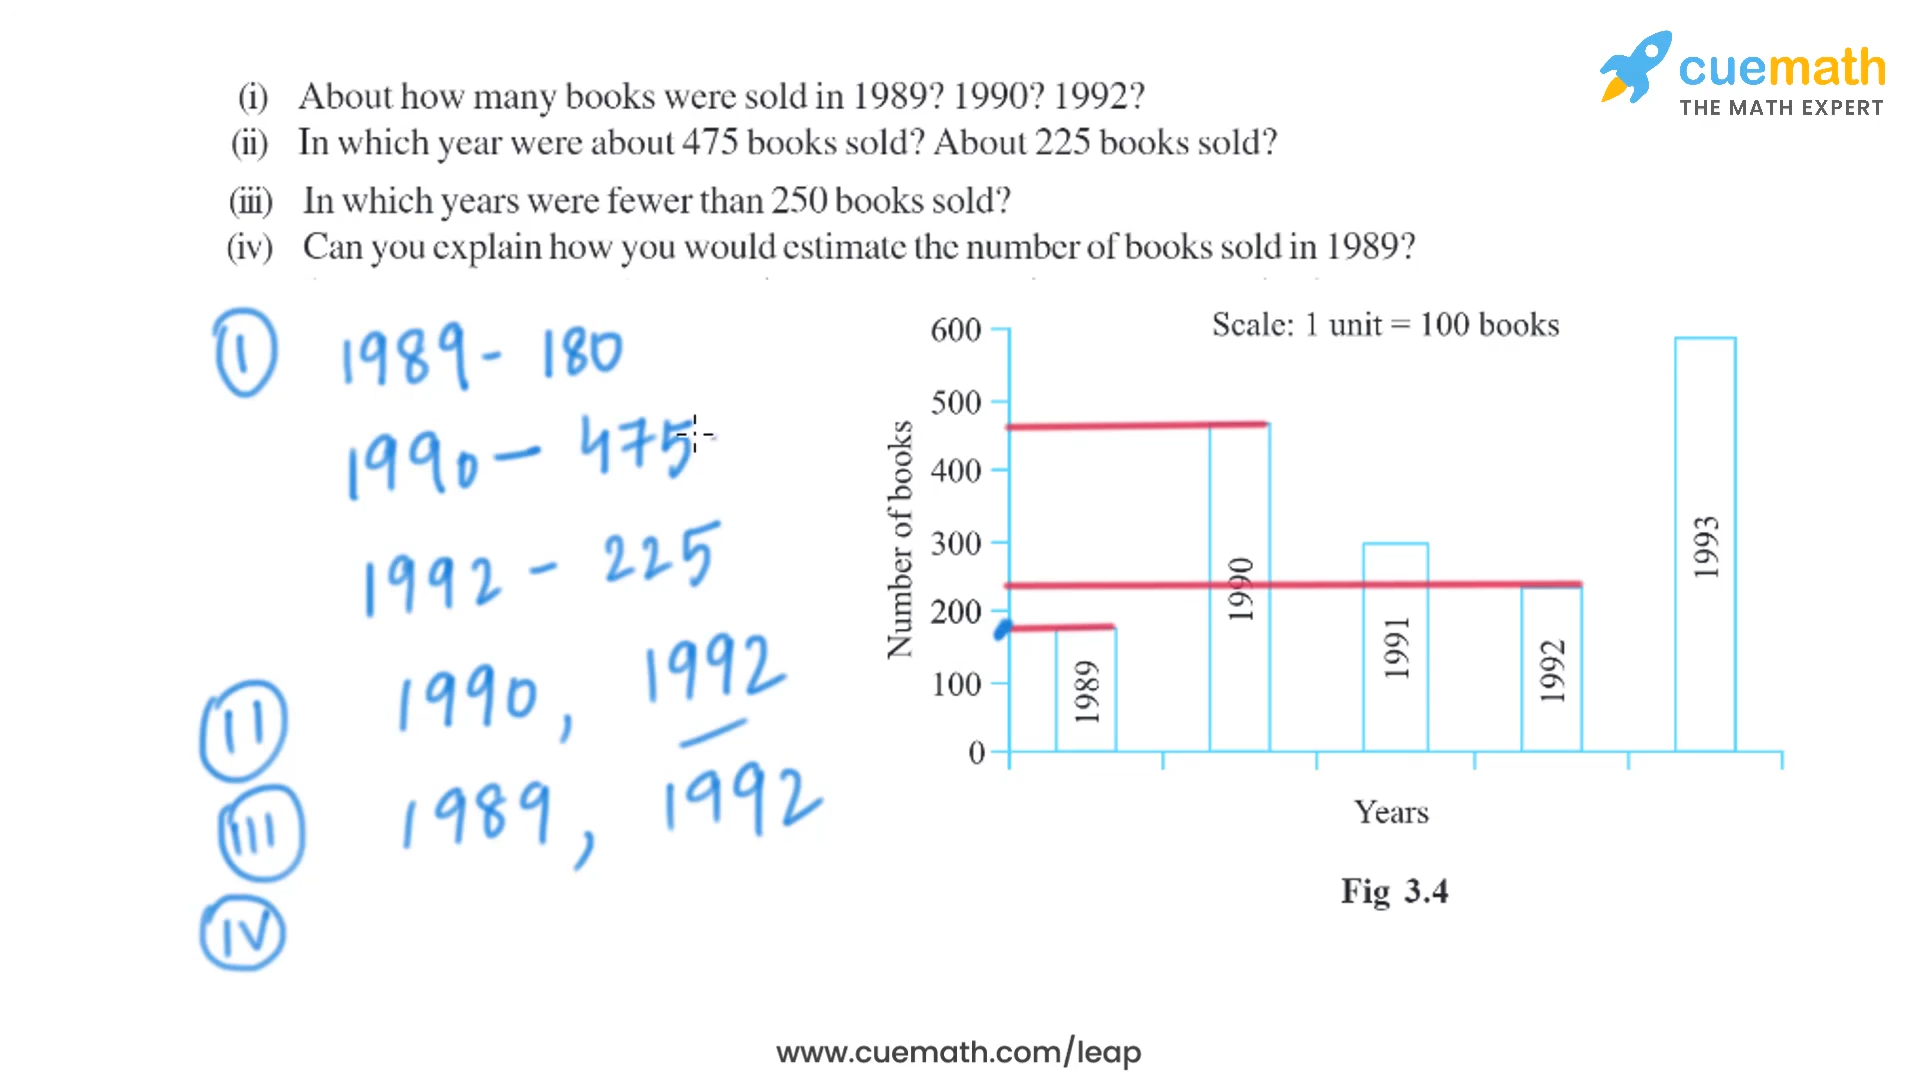 cuemath
THE MATH EXPERT
(i) About how many books were sold in 1989? 1990? 1992?
(ii) In which year were about 475 books sold? About 225 books sold?
(iii) In which years were fewer than 250 books sold?
(iv) Can you explain how you would estimate the number of books sold in 1989?
I 1989 - 180
1990 - 475
1992 - 225
II 1990, 1992
III 1989, 1992
IV
Scale: 1 unit = 100 books
Number of books
600
500
400
300
200
100
0
1989
1990
1991
1992
1993
Years
Fig 3.4
www.cuemath.com/leap